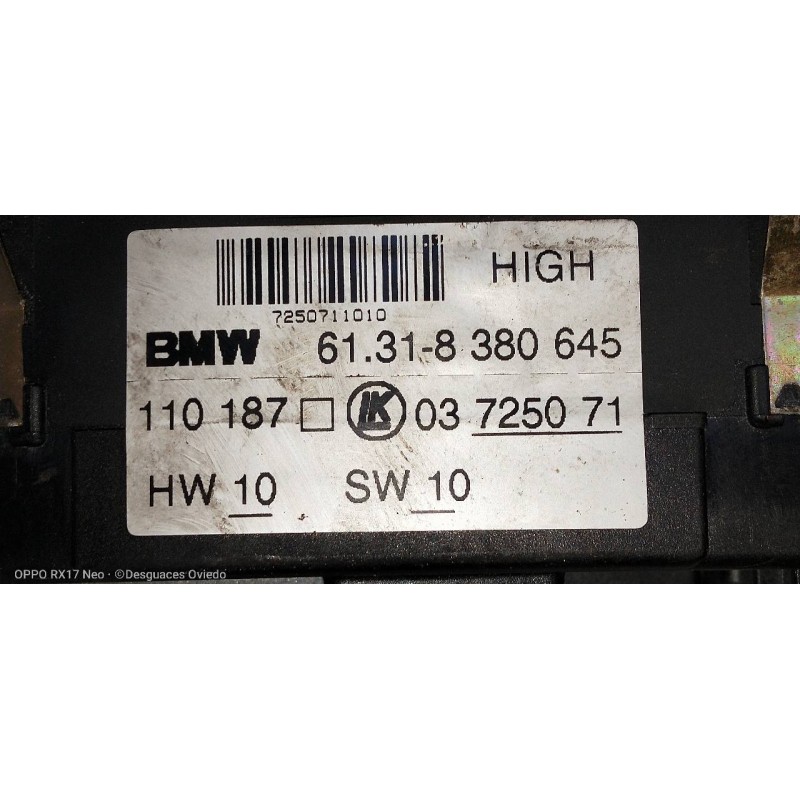 HIGH
7250711010
BMW 61.31-8 380 645
110 187 □ LK 03 7250 71
HW 10 SW 10
OPPO RX17 Neo · ©Desguaces Oviedo